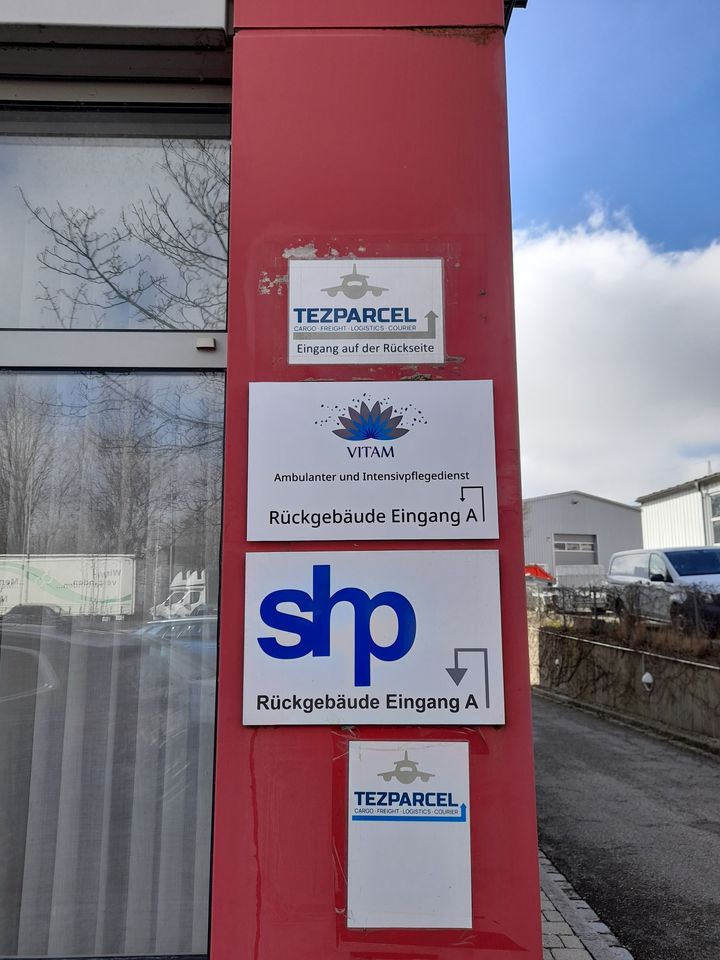 TEZPARCEL
CARGO · FREIGHT · LOGISTICS · COURIER
Eingang auf der Rückseite
VITAM
Ambulanter und Intensivpflegedienst
Rückgebäude Eingang A
shp
Rückgebäude Eingang A
TEZPARCEL
CARGO · FREIGHT · LOGISTICS · COURIER